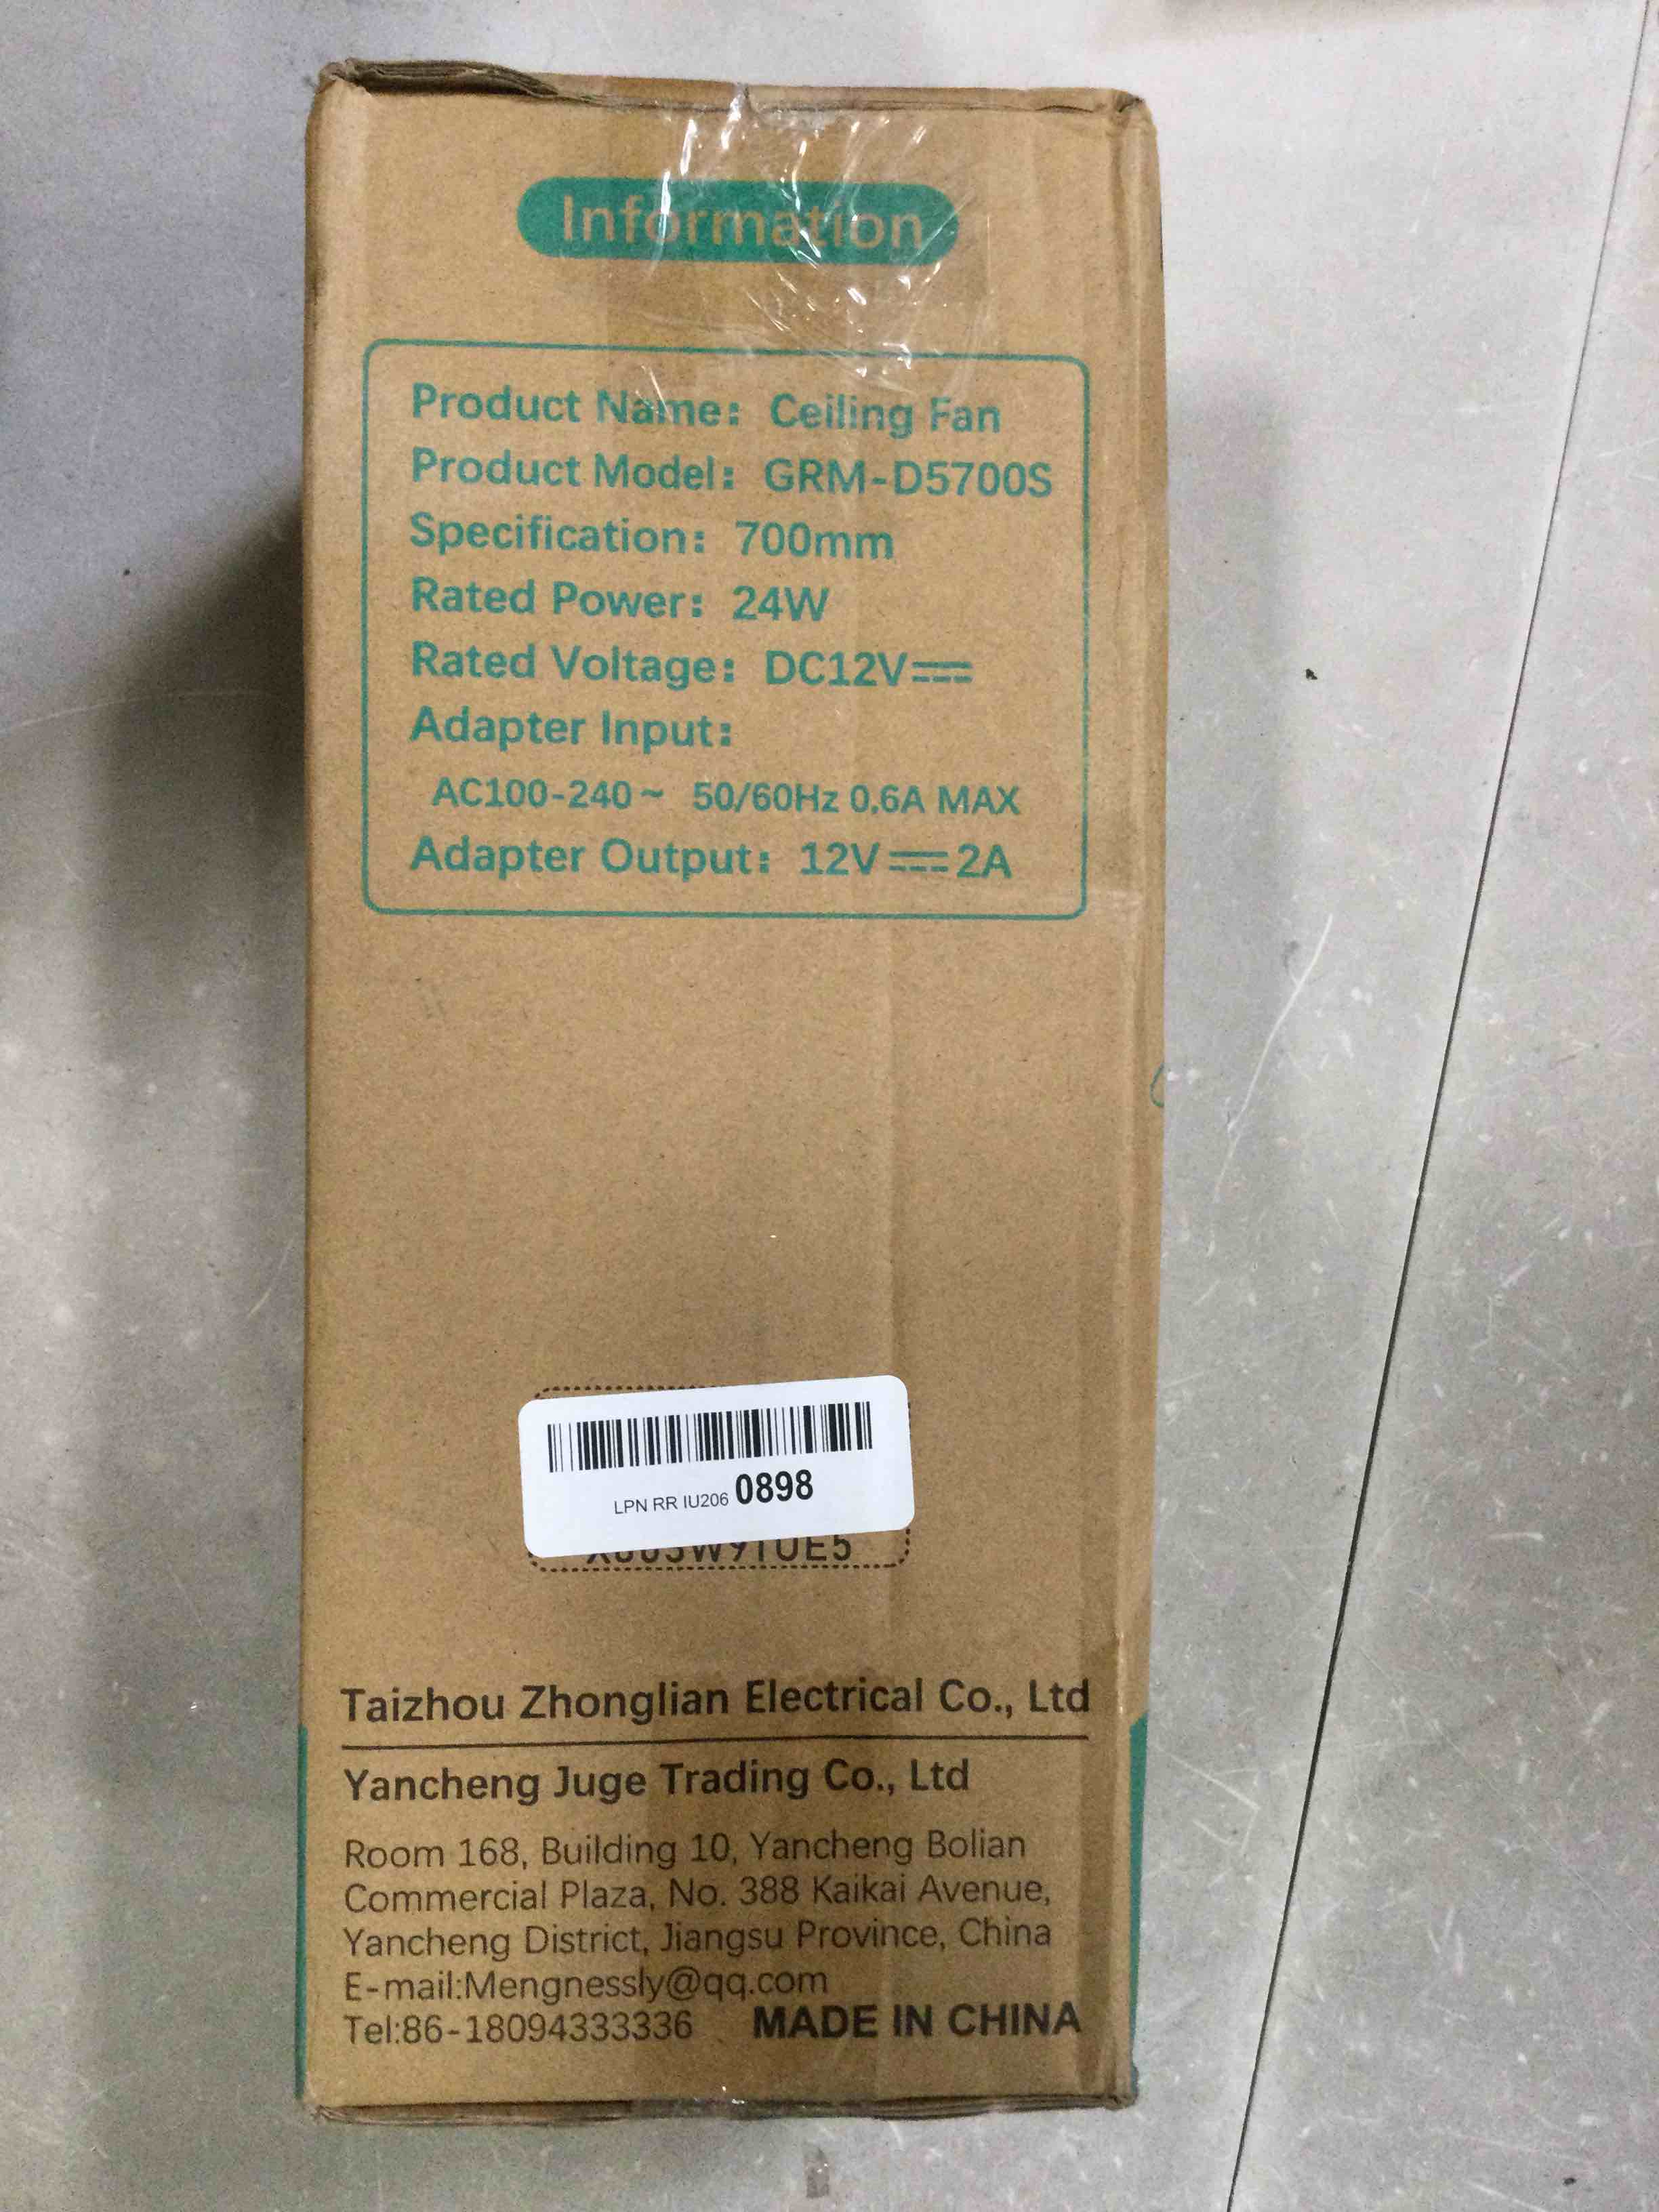 Information
Product Name: Ceiling Fan
Product Model: GRM-D5700S
Specification: 700mm
Rated Power: 24W
Rated Voltage: DC12V⎓
Adapter Input:
AC100-240~ 50/60Hz 0.6A MAX
Adapter Output: 12V⎓2A
LPN RR IU206 0898
Taizhou Zhonglian Electrical Co., Ltd
Yancheng Juge Trading Co., Ltd
Room 168, Building 10, Yancheng Bolian
Commercial Plaza, No. 388 Kaikai Avenue,
Yancheng District, Jiangsu Province, China
E-mail:Mengnessly@qq.com
Tel:86-18094333336 MADE IN CHINA